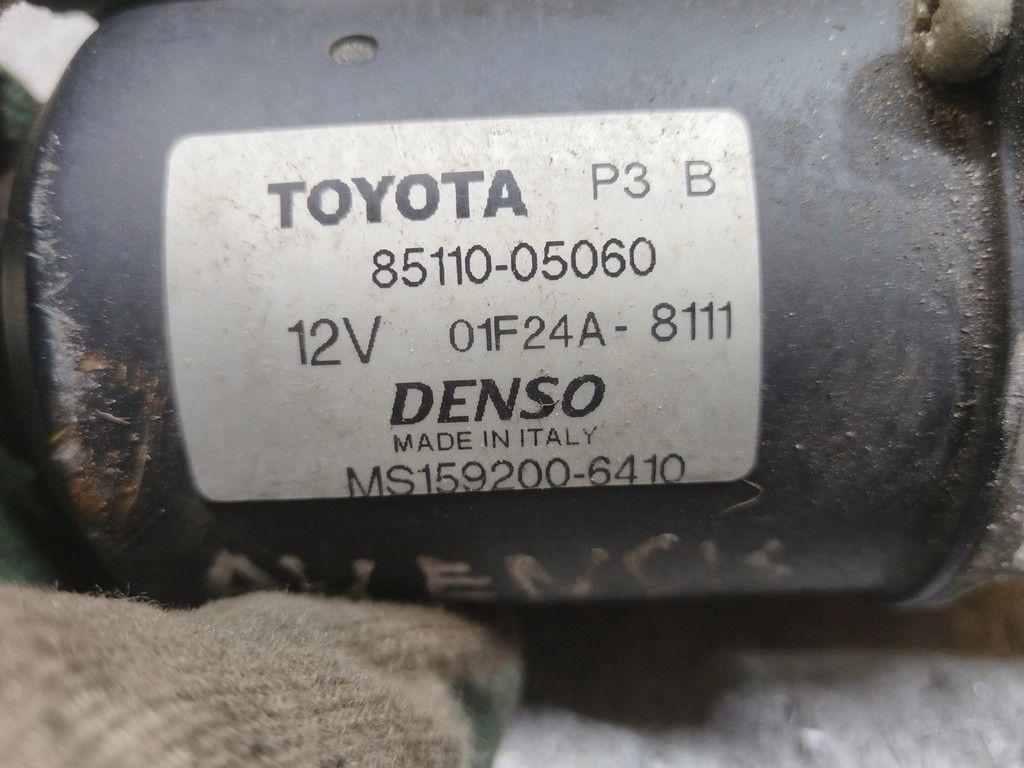 TOYOTA P3 B
85110-05060
12V 01F24A-8111
DENSO
MADE IN ITALY
MS159200-6410